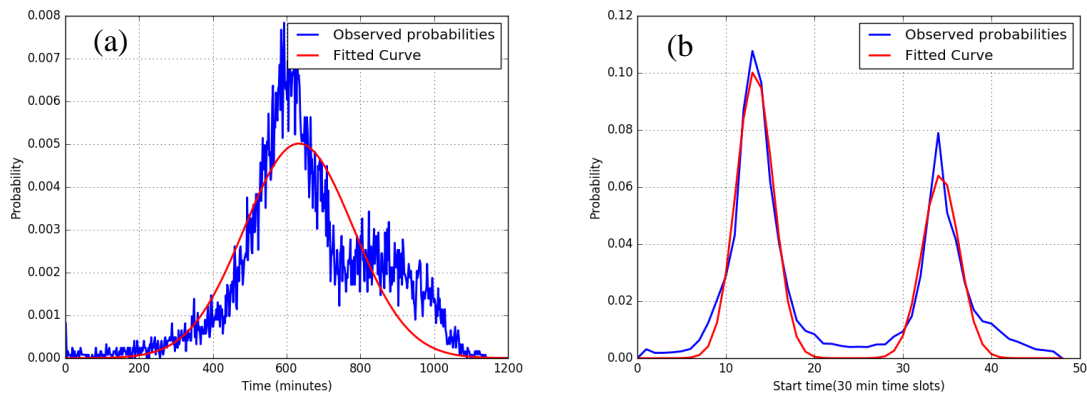 (a)
Observed probabilities
Fitted Curve
0.008
0.007
0.006
0.005
0.004
0.003
0.002
0.001
0.000
Probability
0 200 400 600 800 1000 1200
Time (minutes)
(b
Observed probabilities
Fitted Curve
0.12
0.10
0.08
0.06
0.04
0.02
0.00
Probability
0 10 20 30 40 50
Start time(30 min time slots)